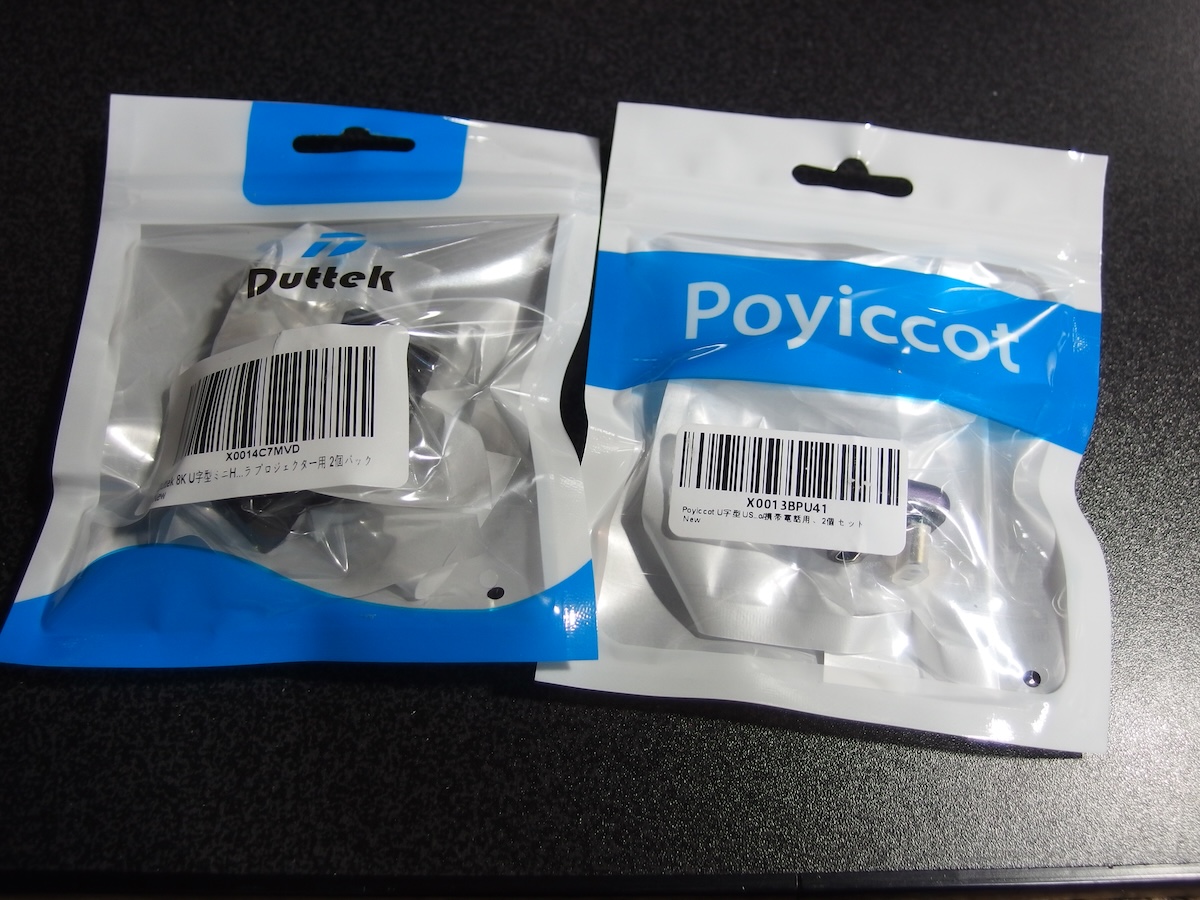 Duttek
X0014C7MVD
8K U字型ミニH...ラプロジェクター用 2個パック
Poyiccot
X0013BPU41
Poyiccot U字型 US...o/携帯電話用、2個セット
New